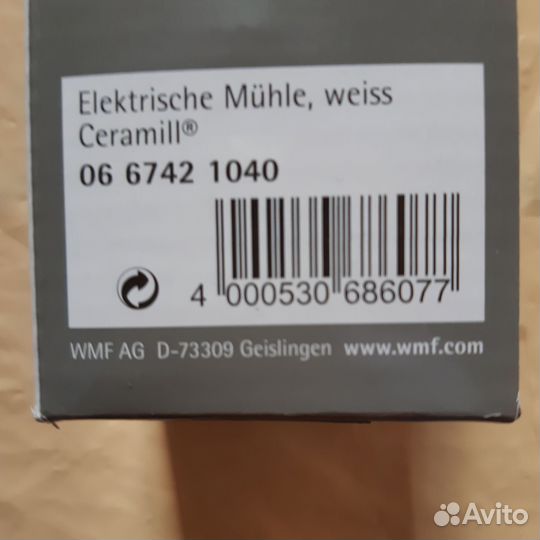 Elektrische Mühle, weiss
Ceramill®
06 6742 1040
4 000530 686077
WMF AG D-73309 Geislingen www.wmf.com
Avito